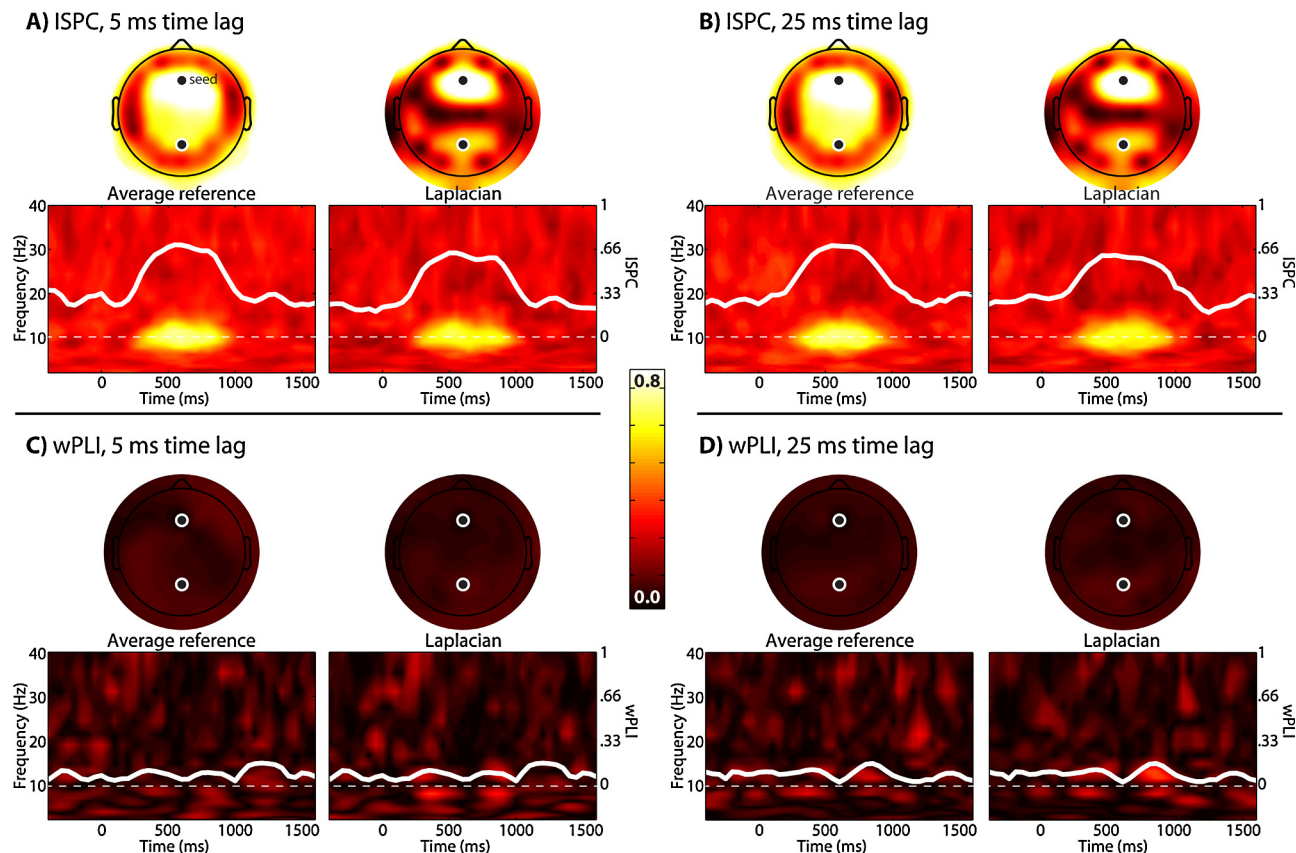 A) ISPC, 5 ms time lag
seed
Average reference
Laplacian
40
30
20
10
Frequency (Hz)
1
.66
.33
0
ISPC
0 500 1000 1500
0 500 1000 1500
Time (ms)
Time (ms)
B) ISPC, 25 ms time lag
Average reference
Laplacian
40
30
20
10
Frequency (Hz)
1
.66
.33
0
ISPC
0 500 1000 1500
0 500 1000 1500
Time (ms)
Time (ms)
0.8
0.0
C) wPLI, 5 ms time lag
Average reference
Laplacian
40
30
20
10
Frequency (Hz)
1
.66
.33
0
wPLI
0 500 1000 1500
0 500 1000 1500
Time (ms)
Time (ms)
D) wPLI, 25 ms time lag
Average reference
Laplacian
40
30
20
10
Frequency (Hz)
1
.66
.33
0
wPLI
0 500 1000 1500
0 500 1000 1500
Time (ms)
Time (ms)